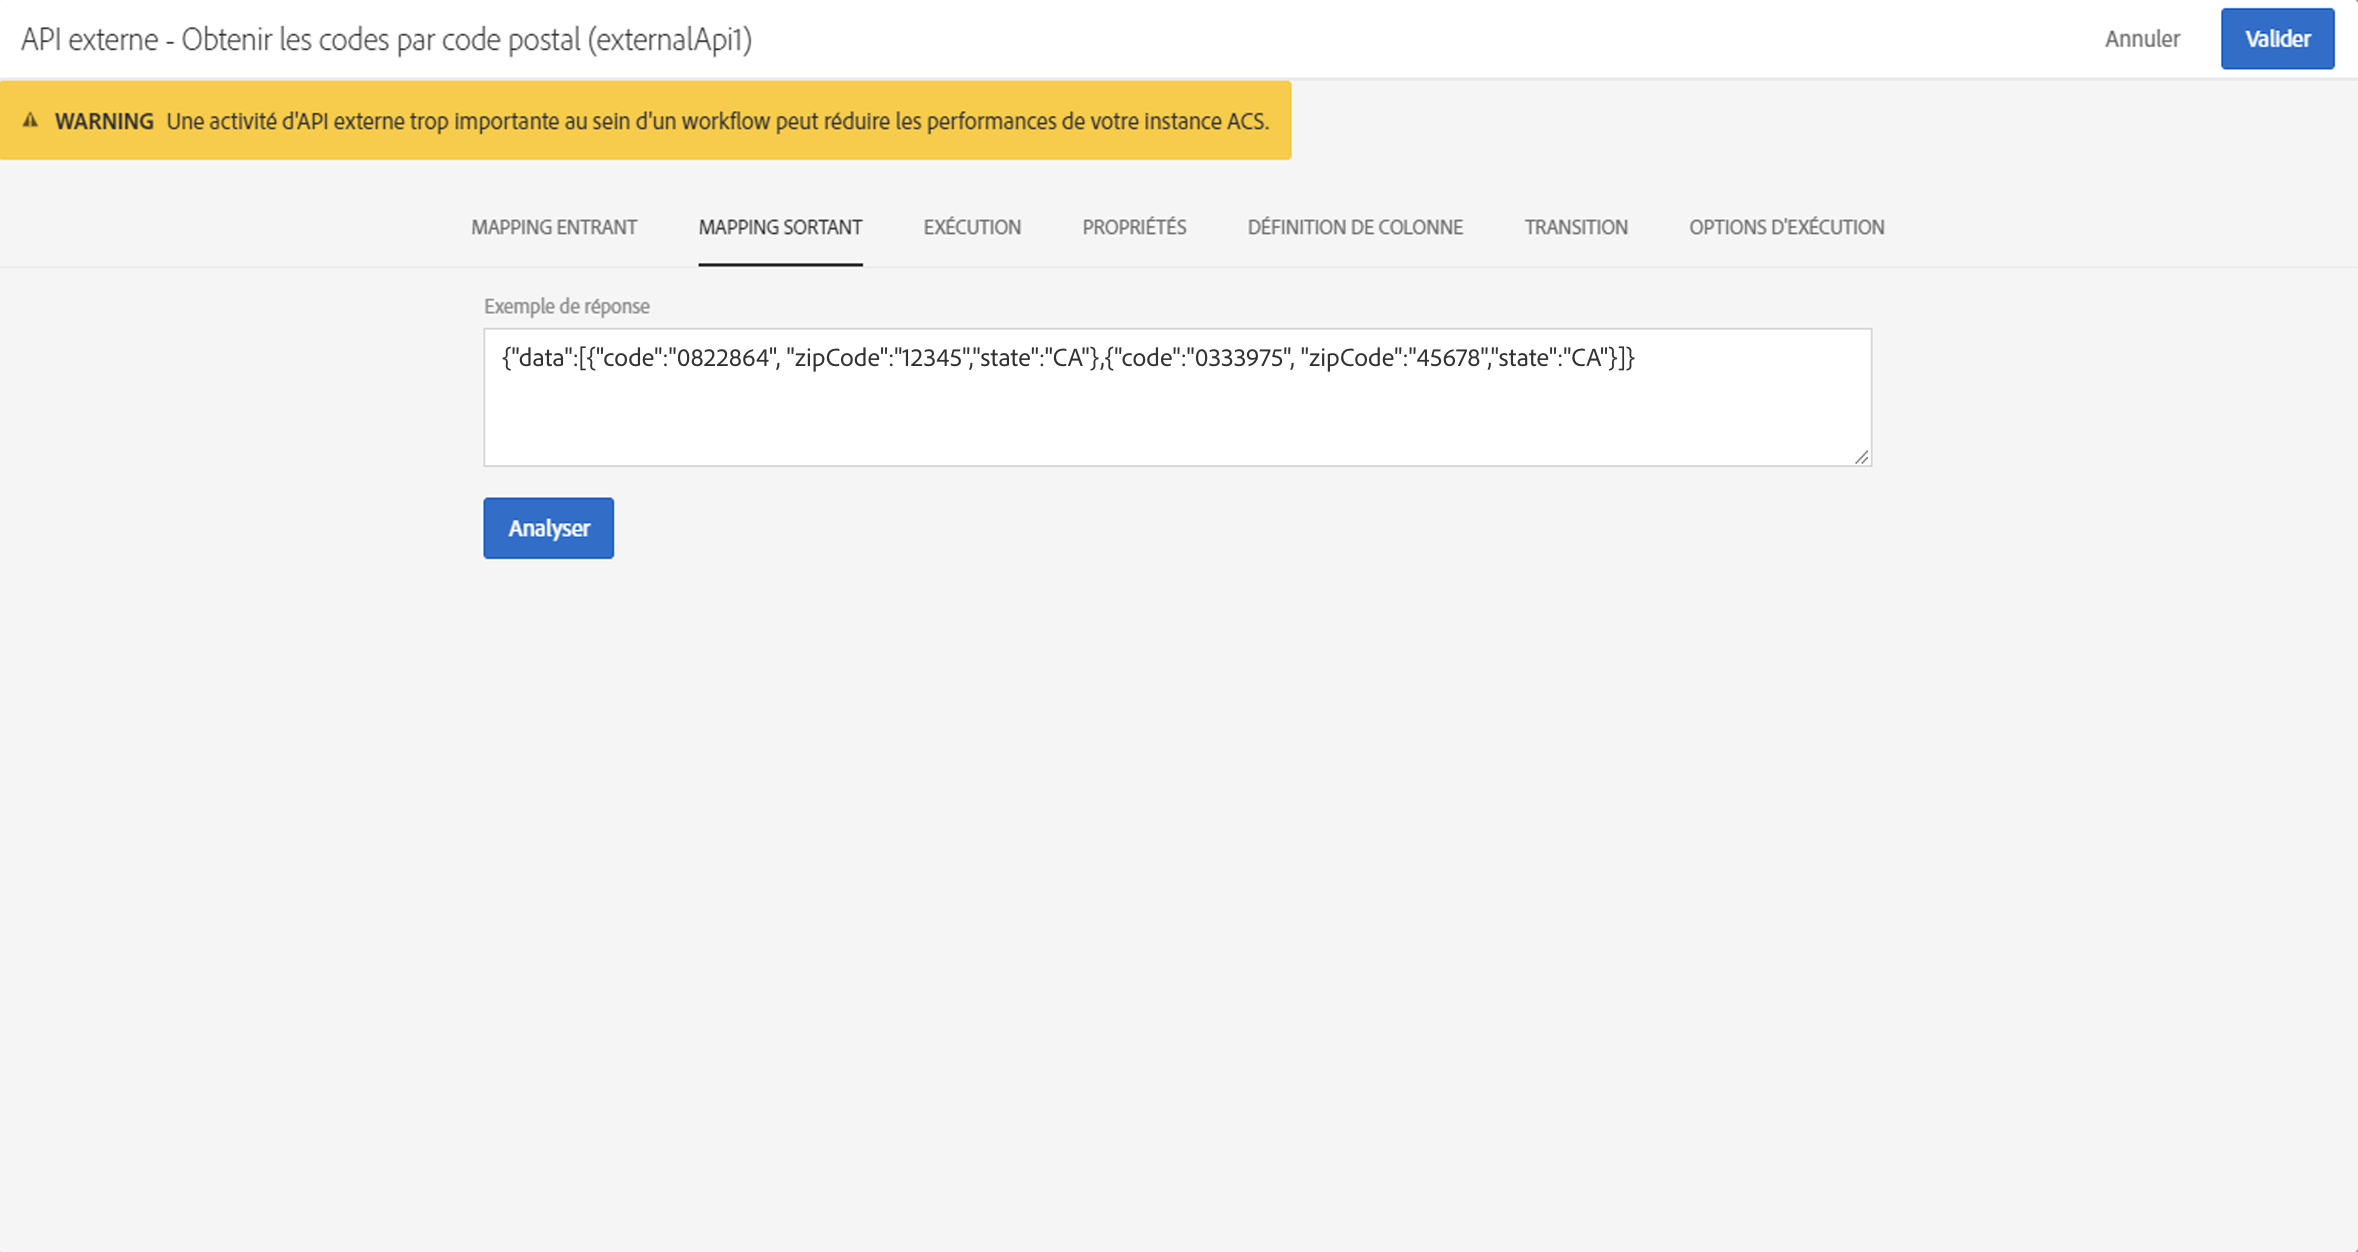 API externe - Obtenir les codes par code postal (externalApi1)
Annuler
Valider
WARNING Une activité d'API externe trop importante au sein d'un workflow peut réduire les performances de votre instance ACS.
MAPPING ENTRANT
MAPPING SORTANT
EXÉCUTION
PROPRIÉTÉS
DÉFINITION DE COLONNE
TRANSITION
OPTIONS D'EXÉCUTION
Exemple de réponse
{"data":[{"code":"0822864", "zipCode":"12345","state":"CA"},{"code":"0333975", "zipCode":"45678","state":"CA"}]}
Analyser